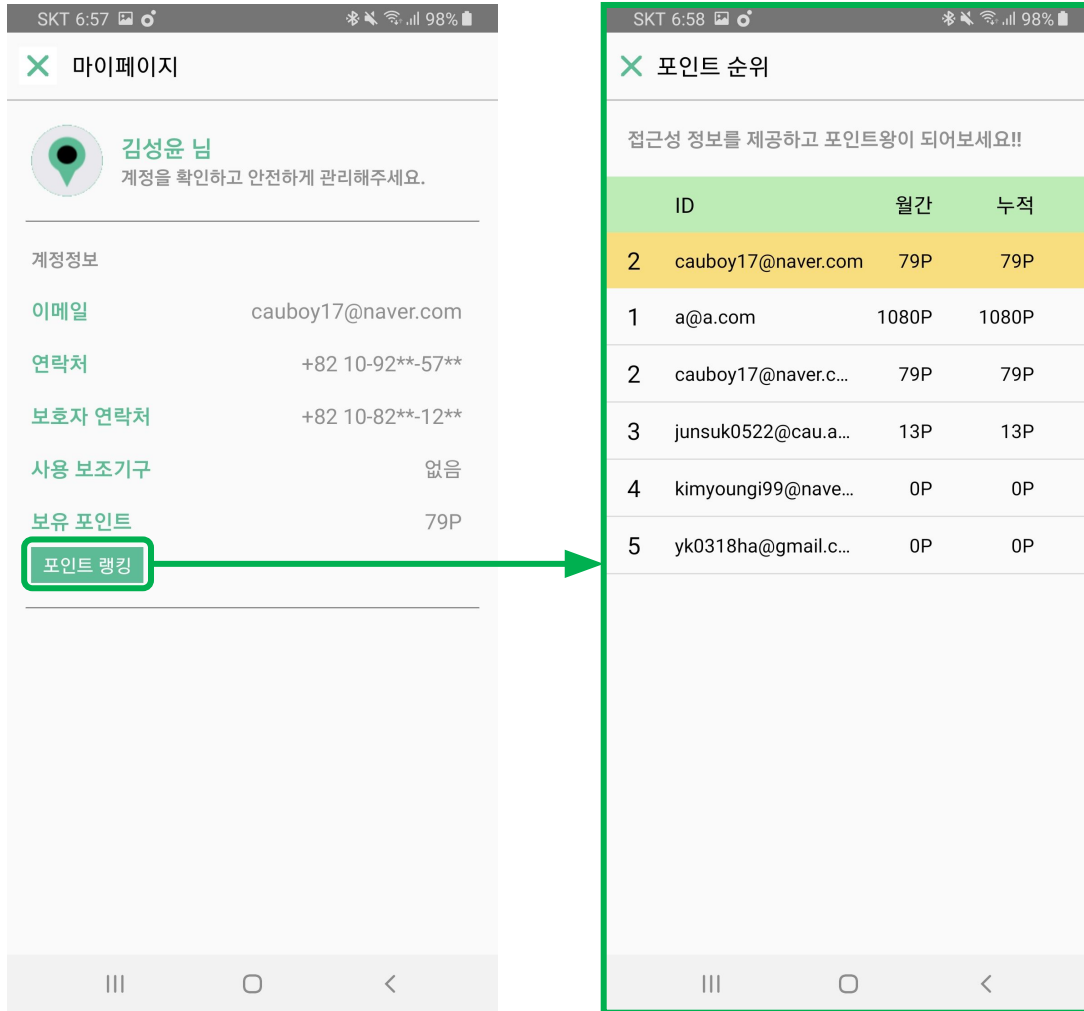 SKT 6:57
98%
마이페이지
김성윤 님
계정을 확인하고 안전하게 관리해주세요.
계정정보
이메일 cauboy17@naver.com
연락처 +82 10-92**-57**
보호자 연락처 +82 10-82**-12**
사용 보조기구 없음
보유 포인트 79P
포인트 랭킹
SKT 6:58
98%
포인트 순위
접근성 정보를 제공하고 포인트왕이 되어보세요!!
ID 월간 누적
2 cauboy17@naver.com 79P 79P
1 a@a.com 1080P 1080P
2 cauboy17@naver.c... 79P 79P
3 junsuk0522@cau.a... 13P 13P
4 kimyoungi99@nave... 0P 0P
5 yk0318ha@gmail.c... 0P 0P